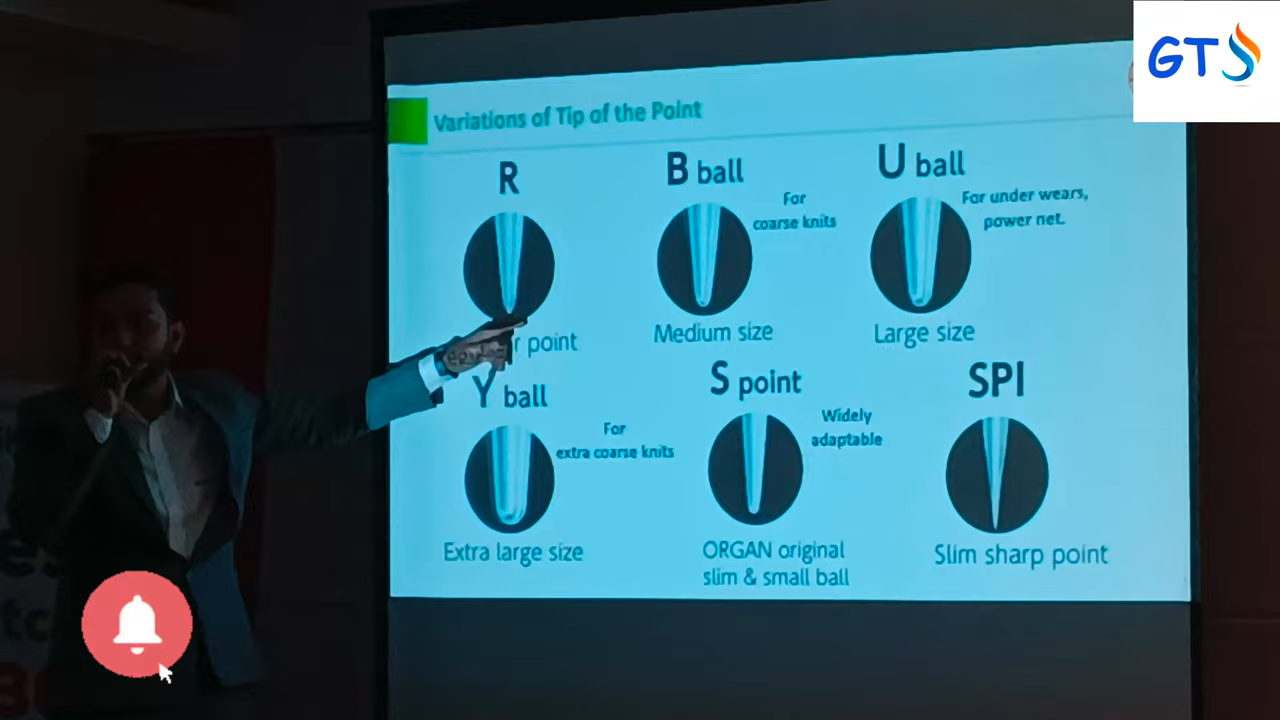 GTS
Variations of Tip of the Point
R
B ball
U ball
For
coarse knits
For under wears,
power net.
r point
Medium size
Large size
Y ball
S point
SPI
For
extra coarse knits
Widely
adaptable
Extra large size
ORGAN original
slim & small ball
Slim sharp point